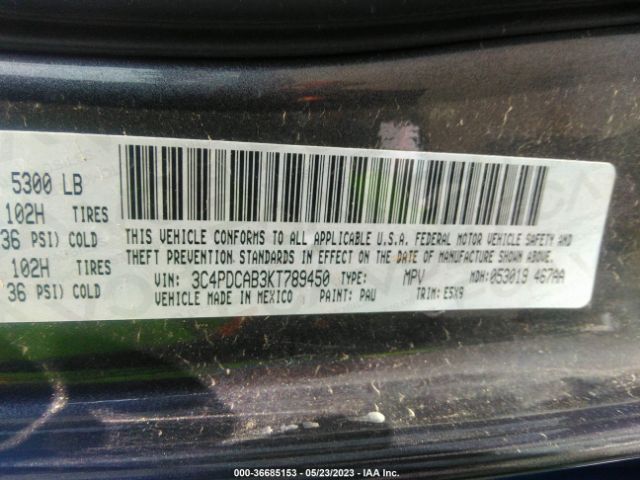 5300 LB
102H TIRES
36 PSI) COLD
102H TIRES
36 PSI) COLD
THIS VEHICLE CONFORMS TO ALL APPLICABLE U.S.A. FEDERAL MOTOR VEHICLE SAFETY AND
THEFT PREVENTION STANDARDS IN EFFECT ON THE DATE OF MANUFACTURE SHOWN ABOVE.
VIN: 3C4PDCAB3KT789450 TYPE: MPV MDH: 053019 467AA
VEHICLE MADE IN MEXICO PAINT: PAU TRIM: E5X9
000-36685153 - 05/23/2023 - IAA Inc.